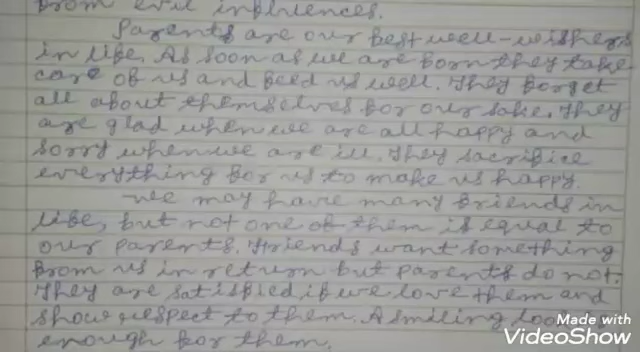 from evil influences.
Parents are our best well-wishers
in life. As soon as we are born they take
care of us and feed us well. They forget
all about themselves for our sake. They
are glad when we are all happy and
sorry when we are ill. They sacrifice
everything for us to make us happy.
We may have many friends in
life, but not one of them is equal to
our parents. Friends want something
from us in return but parents do not.
They are satisfied if we love them and
show respect to them. A smiling
enough for them.
Made with
VideoShow